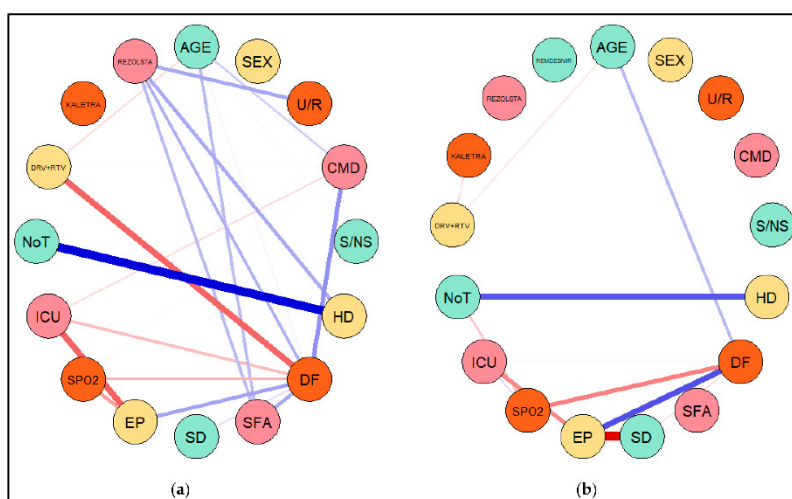 AGE
SEX
REZOLSTA
U/R
KALETRA
CMD
DRV+RTV
S/NS
NoT
HD
ICU
DF
SPO2
EP
SFA
SD
(a)
AGE
REMDESIVIR
SEX
REZOLSTA
U/R
KALETRA
CMD
DRV+RTV
S/NS
NoT
HD
ICU
DF
SPO2
SFA
EP
SD
(b)